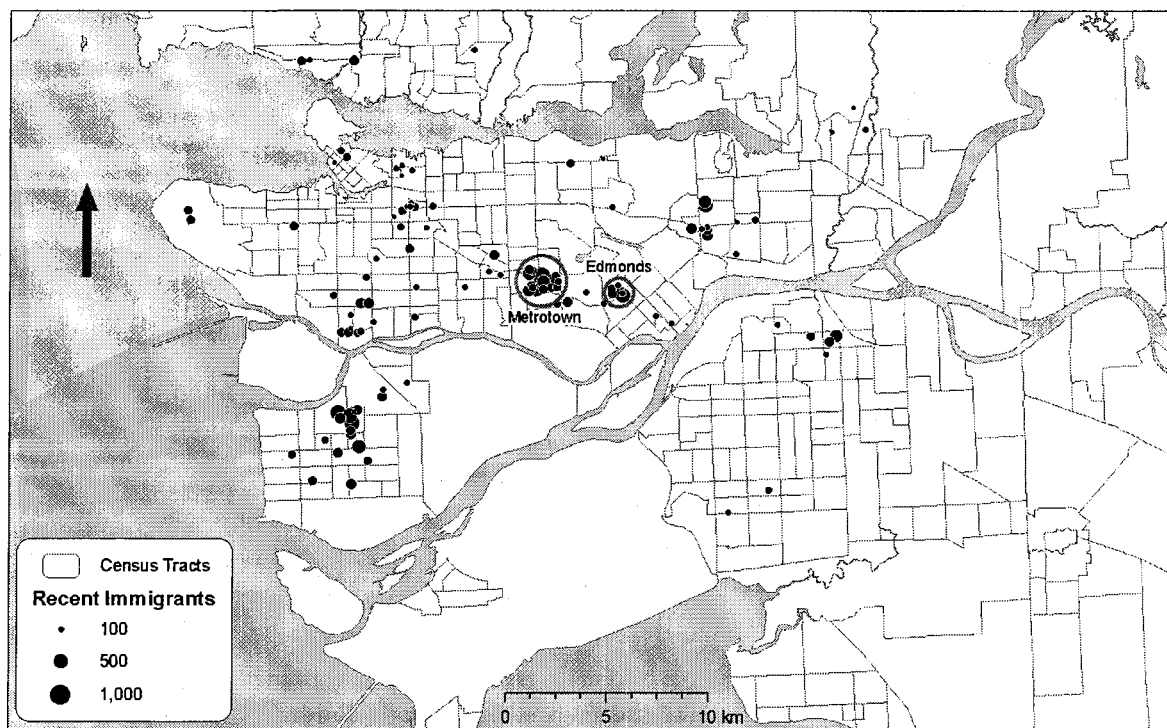 Edmonds
Metrotown
Census Tracts
Recent Immigrants
100
500
1,000
0 5 10 km